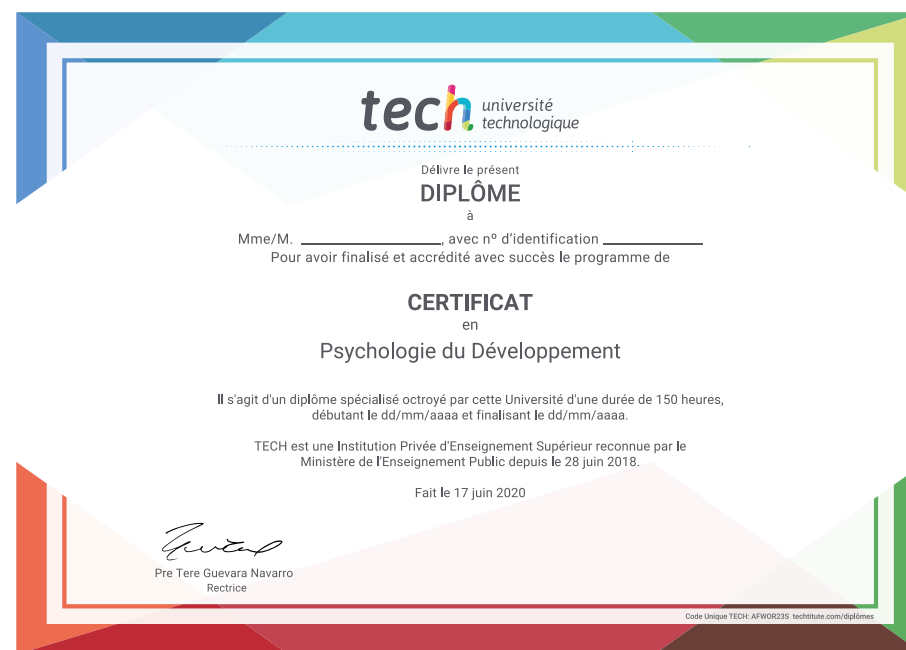 tech université
technologique
Délivre le présent
DIPLÔME
à
Mme/M. ____________________, avec nº d'identification ______________
Pour avoir finalisé et accrédité avec succès le programme de
CERTIFICAT
en
Psychologie du Développement
Il s'agit d'un diplôme spécialisé octroyé par cette Université d'une durée de 150 heures,
débutant le dd/mm/aaaa et finalisant le dd/mm/aaaa.
TECH est une Institution Privée d'Enseignement Supérieur reconnue par le
Ministère de l'Enseignement Public depuis le 28 juin 2018.
Fait le 17 juin 2020
Pre Tere Guevara Navarro
Rectrice
Code Unique TECH: AFWOR23S techtitute.com/diplômes